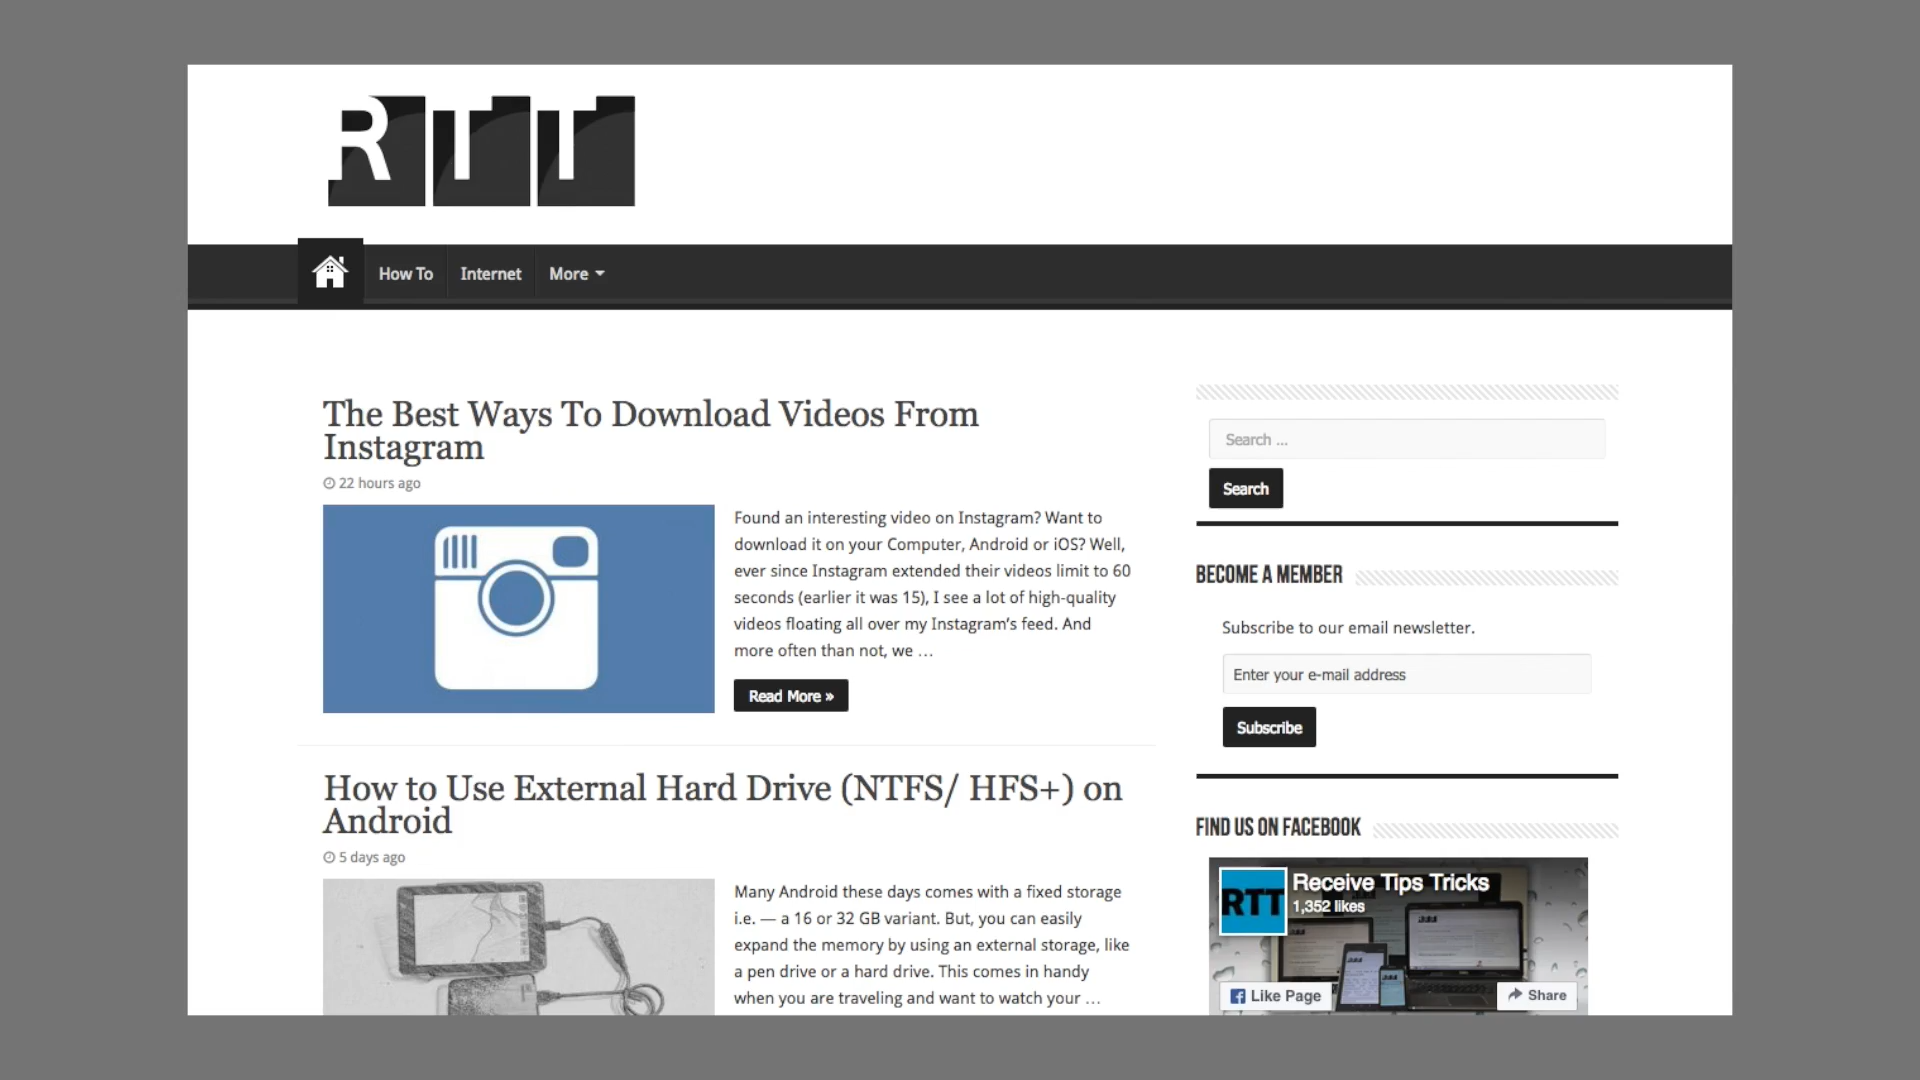 RTT
How To
Internet
More
The Best Ways To Download Videos From
Instagram
22 hours ago
Found an interesting video on Instagram? Want to
download it on your Computer, Android or iOS? Well,
ever since Instagram extended their videos limit to 60
seconds (earlier it was 15), I see a lot of high-quality
videos floating all over my Instagram's feed. And
more often than not, we …
Read More »
How to Use External Hard Drive (NTFS/ HFS+) on
Android
5 days ago
Many Android these days comes with a fixed storage
i.e. — a 16 or 32 GB variant. But, you can easily
expand the memory by using an external storage, like
a pen drive or a hard drive. This comes in handy
when you are traveling and want to watch your …
Search ...
Search
BECOME A MEMBER
Subscribe to our email newsletter.
Enter your e-mail address
Subscribe
FIND US ON FACEBOOK
RTT
Receive Tips Tricks
1,352 likes
Like Page
Share